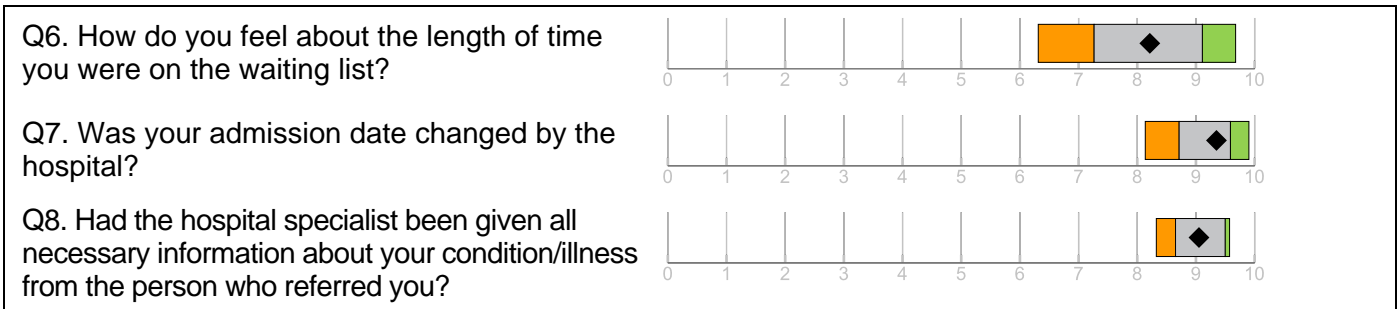 Q6. How do you feel about the length of time
you were on the waiting list?
0 1 2 3 4 5 6 7 8 9 10
Q7. Was your admission date changed by the
hospital?
0 1 2 3 4 5 6 7 8 9 10
Q8. Had the hospital specialist been given all
necessary information about your condition/illness
from the person who referred you?
0 1 2 3 4 5 6 7 8 9 10